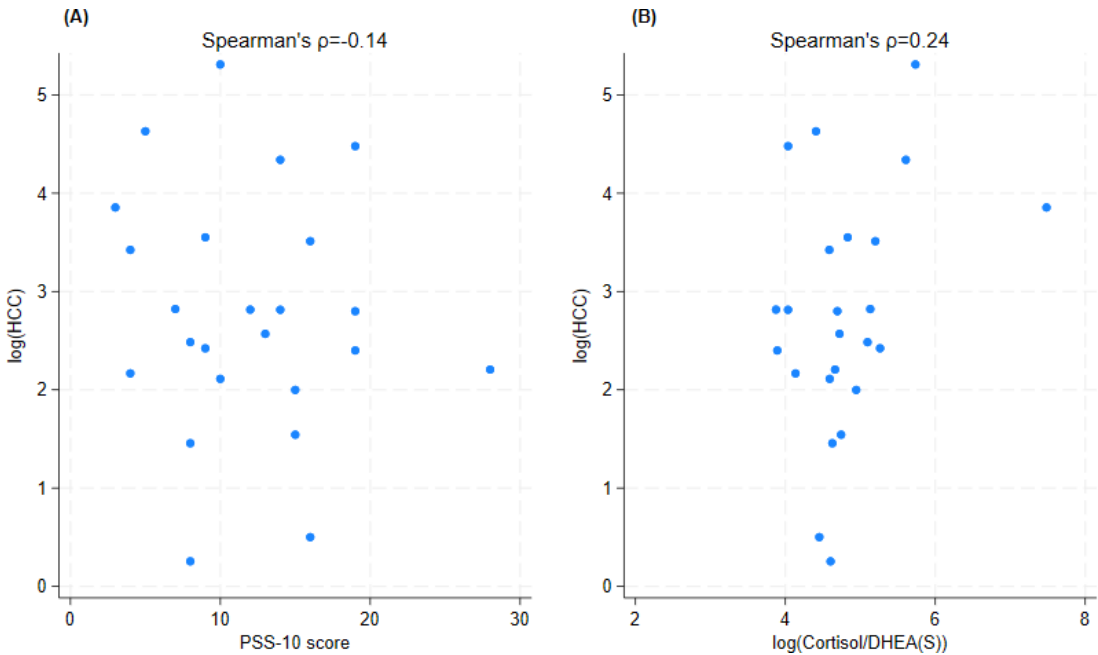 (A)
Spearman's ρ=-0.14
5
4
3
2
1
0
log(HCC)
0 10 20 30
PSS-10 score
(B)
Spearman's ρ=0.24
5
4
3
2
1
0
log(HCC)
2 4 6 8
log(Cortisol/DHEA(S))